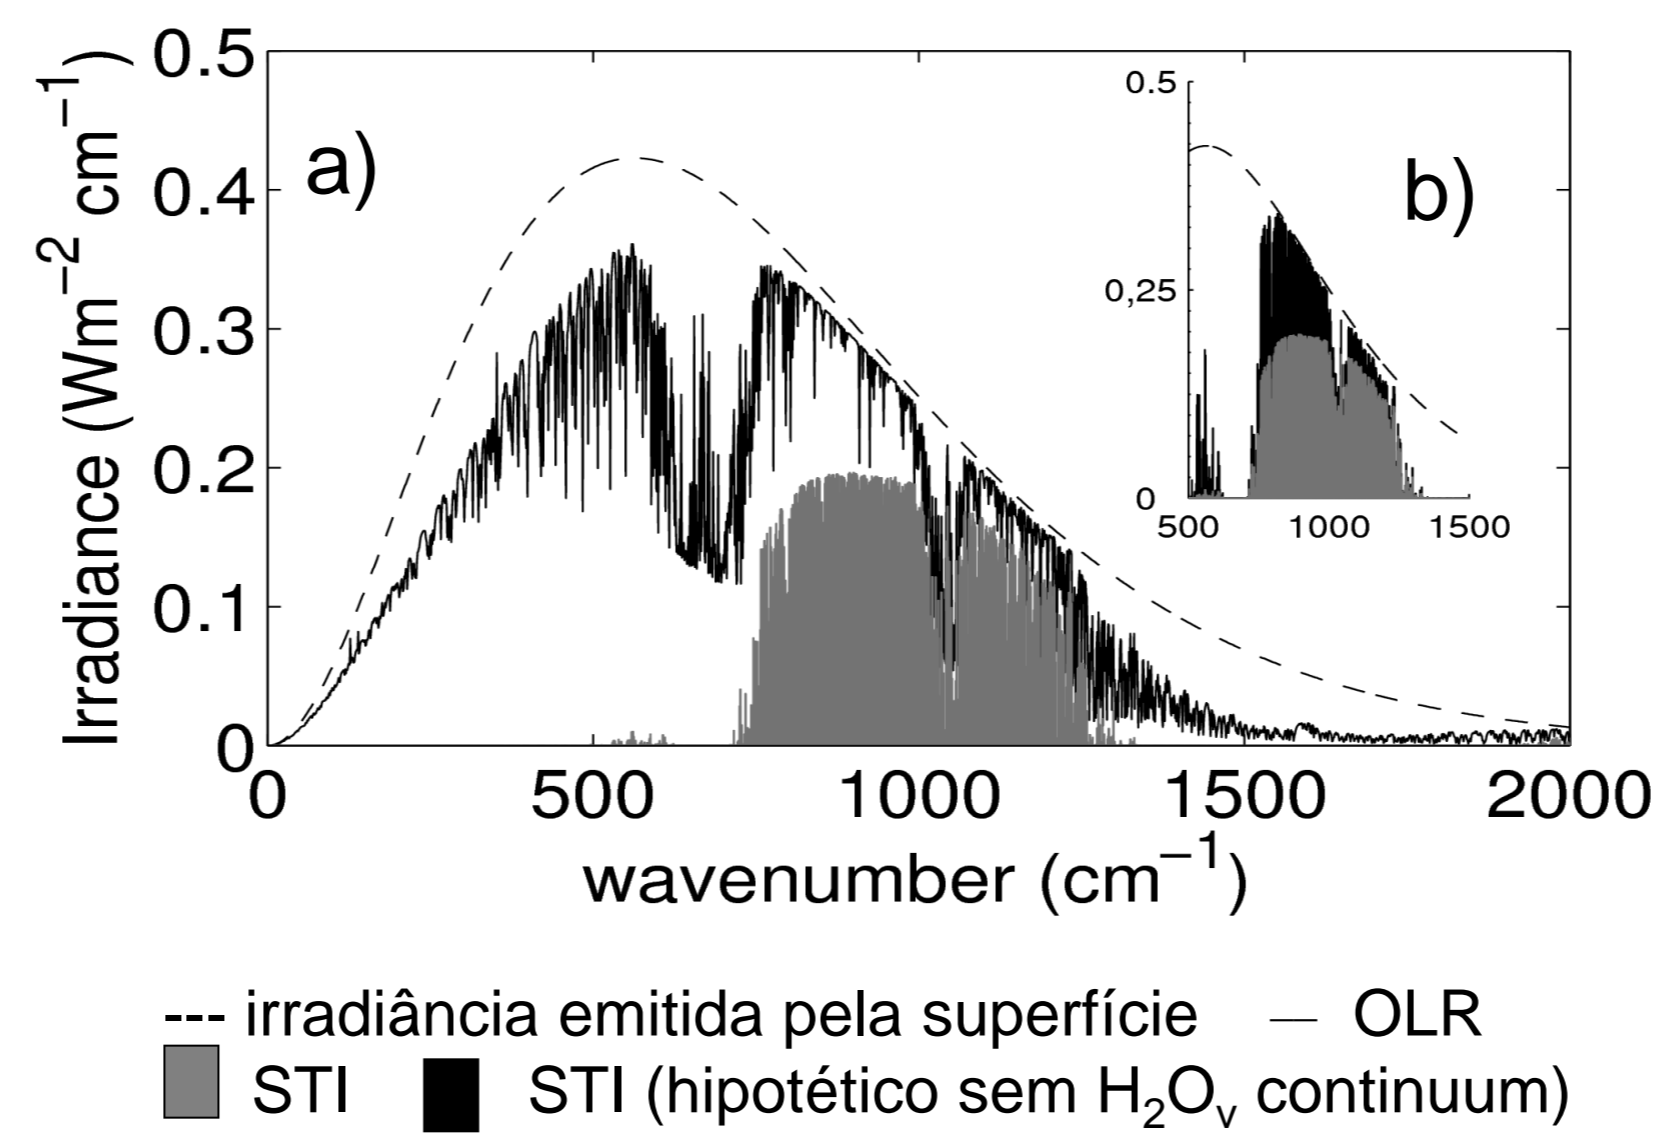 Irradiance (Wm⁻² cm⁻¹)
0.5
0.4
0.3
0.2
0.1
0
a)
0.5
0,25
0
b)
500 1000 1500
0 500 1000 1500 2000
wavenumber (cm⁻¹)
--- irradiância emitida pela superfície — OLR
STI STI (hipotético sem H₂Oᵥ continuum)